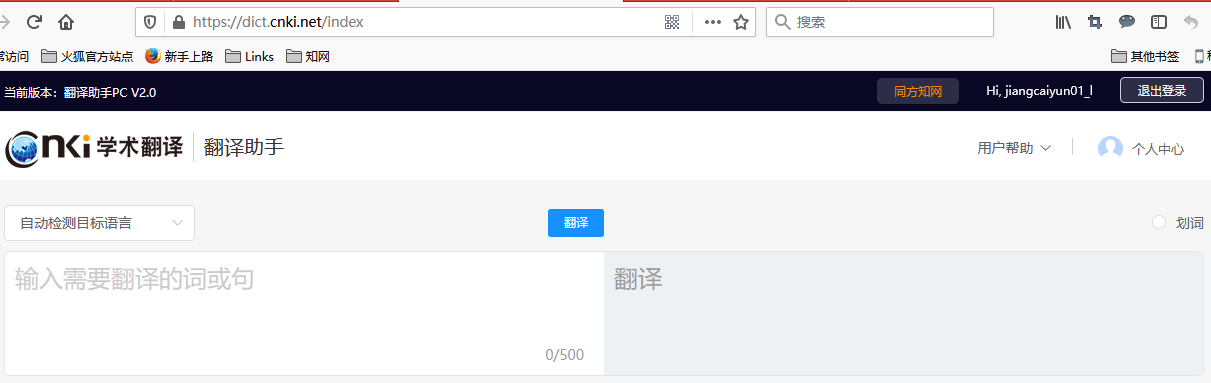 https://dict.cnki.net/index
搜索
火狐官方站点 新手上路 Links 知网 其他书签
当前版本：翻译助手PC V2.0 同方知网 Hi, jiangcaiyun01_l 退出登录
cnki 学术翻译 翻译助手 用户帮助 个人中心
自动检测目标语言 翻译 划词
输入需要翻译的词或句 翻译
0/500